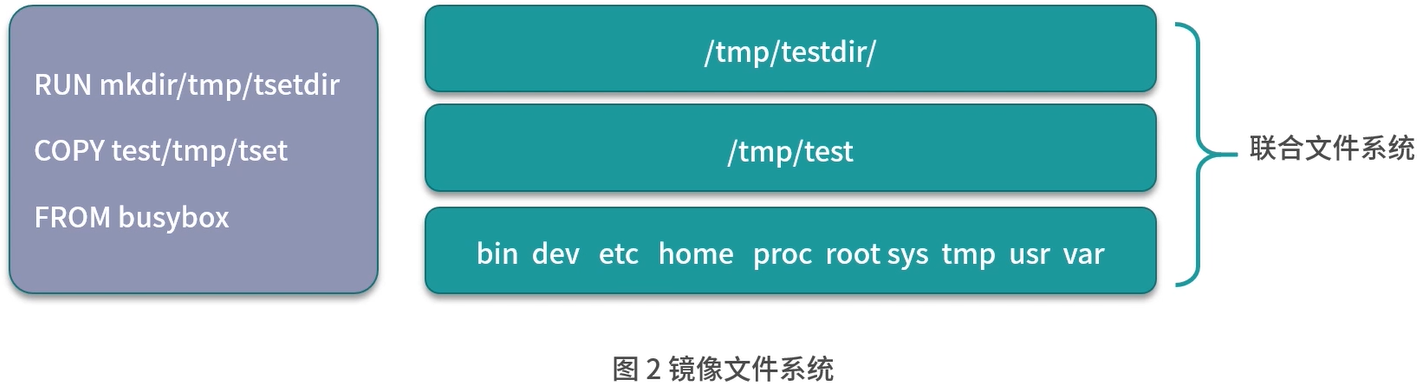 RUN mkdir/tmp/tsetdir
COPY test/tmp/tset
FROM busybox
/tmp/testdir/
/tmp/test
bin dev etc home proc root sys tmp usr var
联合文件系统
图 2 镜像文件系统